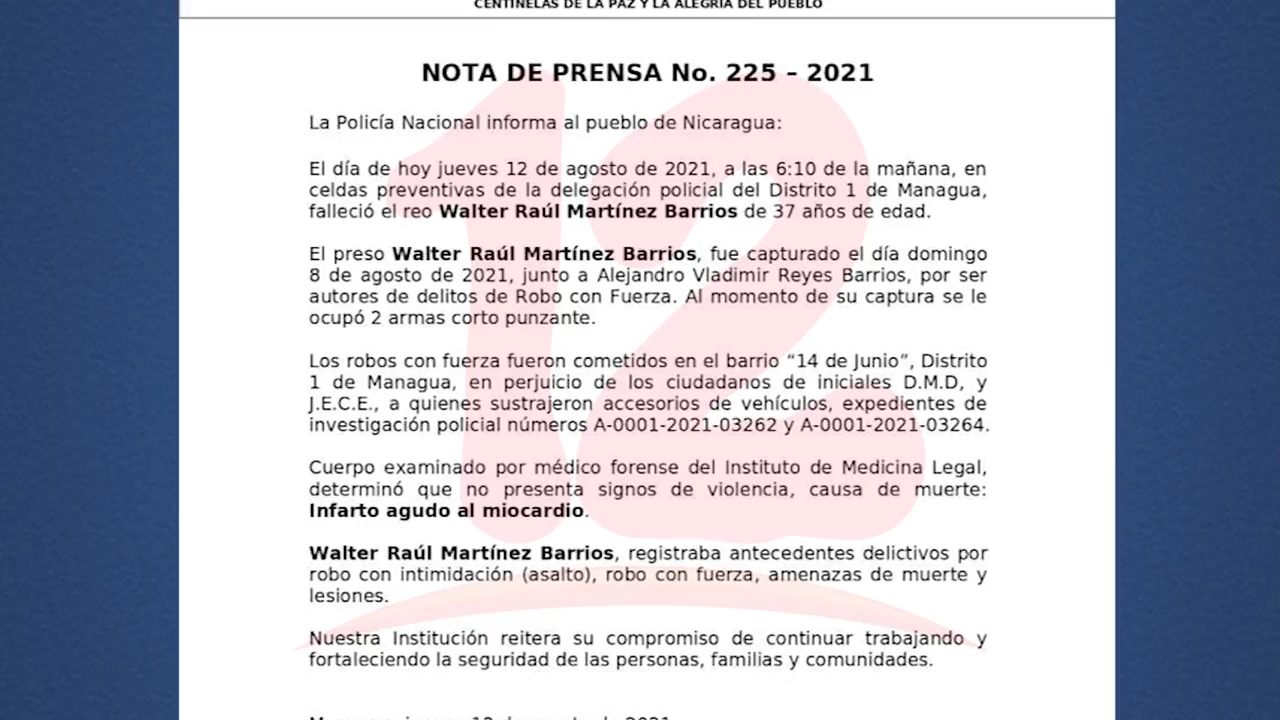 CENTINELAS DE LA PAZ Y LA ALEGRÍA DEL PUEBLO
NOTA DE PRENSA No. 225 – 2021
La Policía Nacional informa al pueblo de Nicaragua:
El día de hoy jueves 12 de agosto de 2021, a las 6:10 de la mañana, en
celdas preventivas de la delegación policial del Distrito 1 de Managua,
falleció el reo Walter Raúl Martínez Barrios de 37 años de edad.
El preso Walter Raúl Martínez Barrios, fue capturado el día domingo
8 de agosto de 2021, junto a Alejandro Vladimir Reyes Barrios, por ser
autores de delitos de Robo con Fuerza. Al momento de su captura se le
ocupó 2 armas corto punzante.
Los robos con fuerza fueron cometidos en el barrio “14 de Junio”, Distrito
1 de Managua, en perjuicio de los ciudadanos de iniciales D.M.D, y
J.E.C.E., a quienes sustrajeron accesorios de vehículos, expedientes de
investigación policial números A-0001-2021-03262 y A-0001-2021-03264.
Cuerpo examinado por médico forense del Instituto de Medicina Legal,
determinó que no presenta signos de violencia, causa de muerte:
Infarto agudo al miocardio.
Walter Raúl Martínez Barrios, registraba antecedentes delictivos por
robo con intimidación (asalto), robo con fuerza, amenazas de muerte y
lesiones.
Nuestra Institución reitera su compromiso de continuar trabajando y
fortaleciendo la seguridad de las personas, familias y comunidades.
12